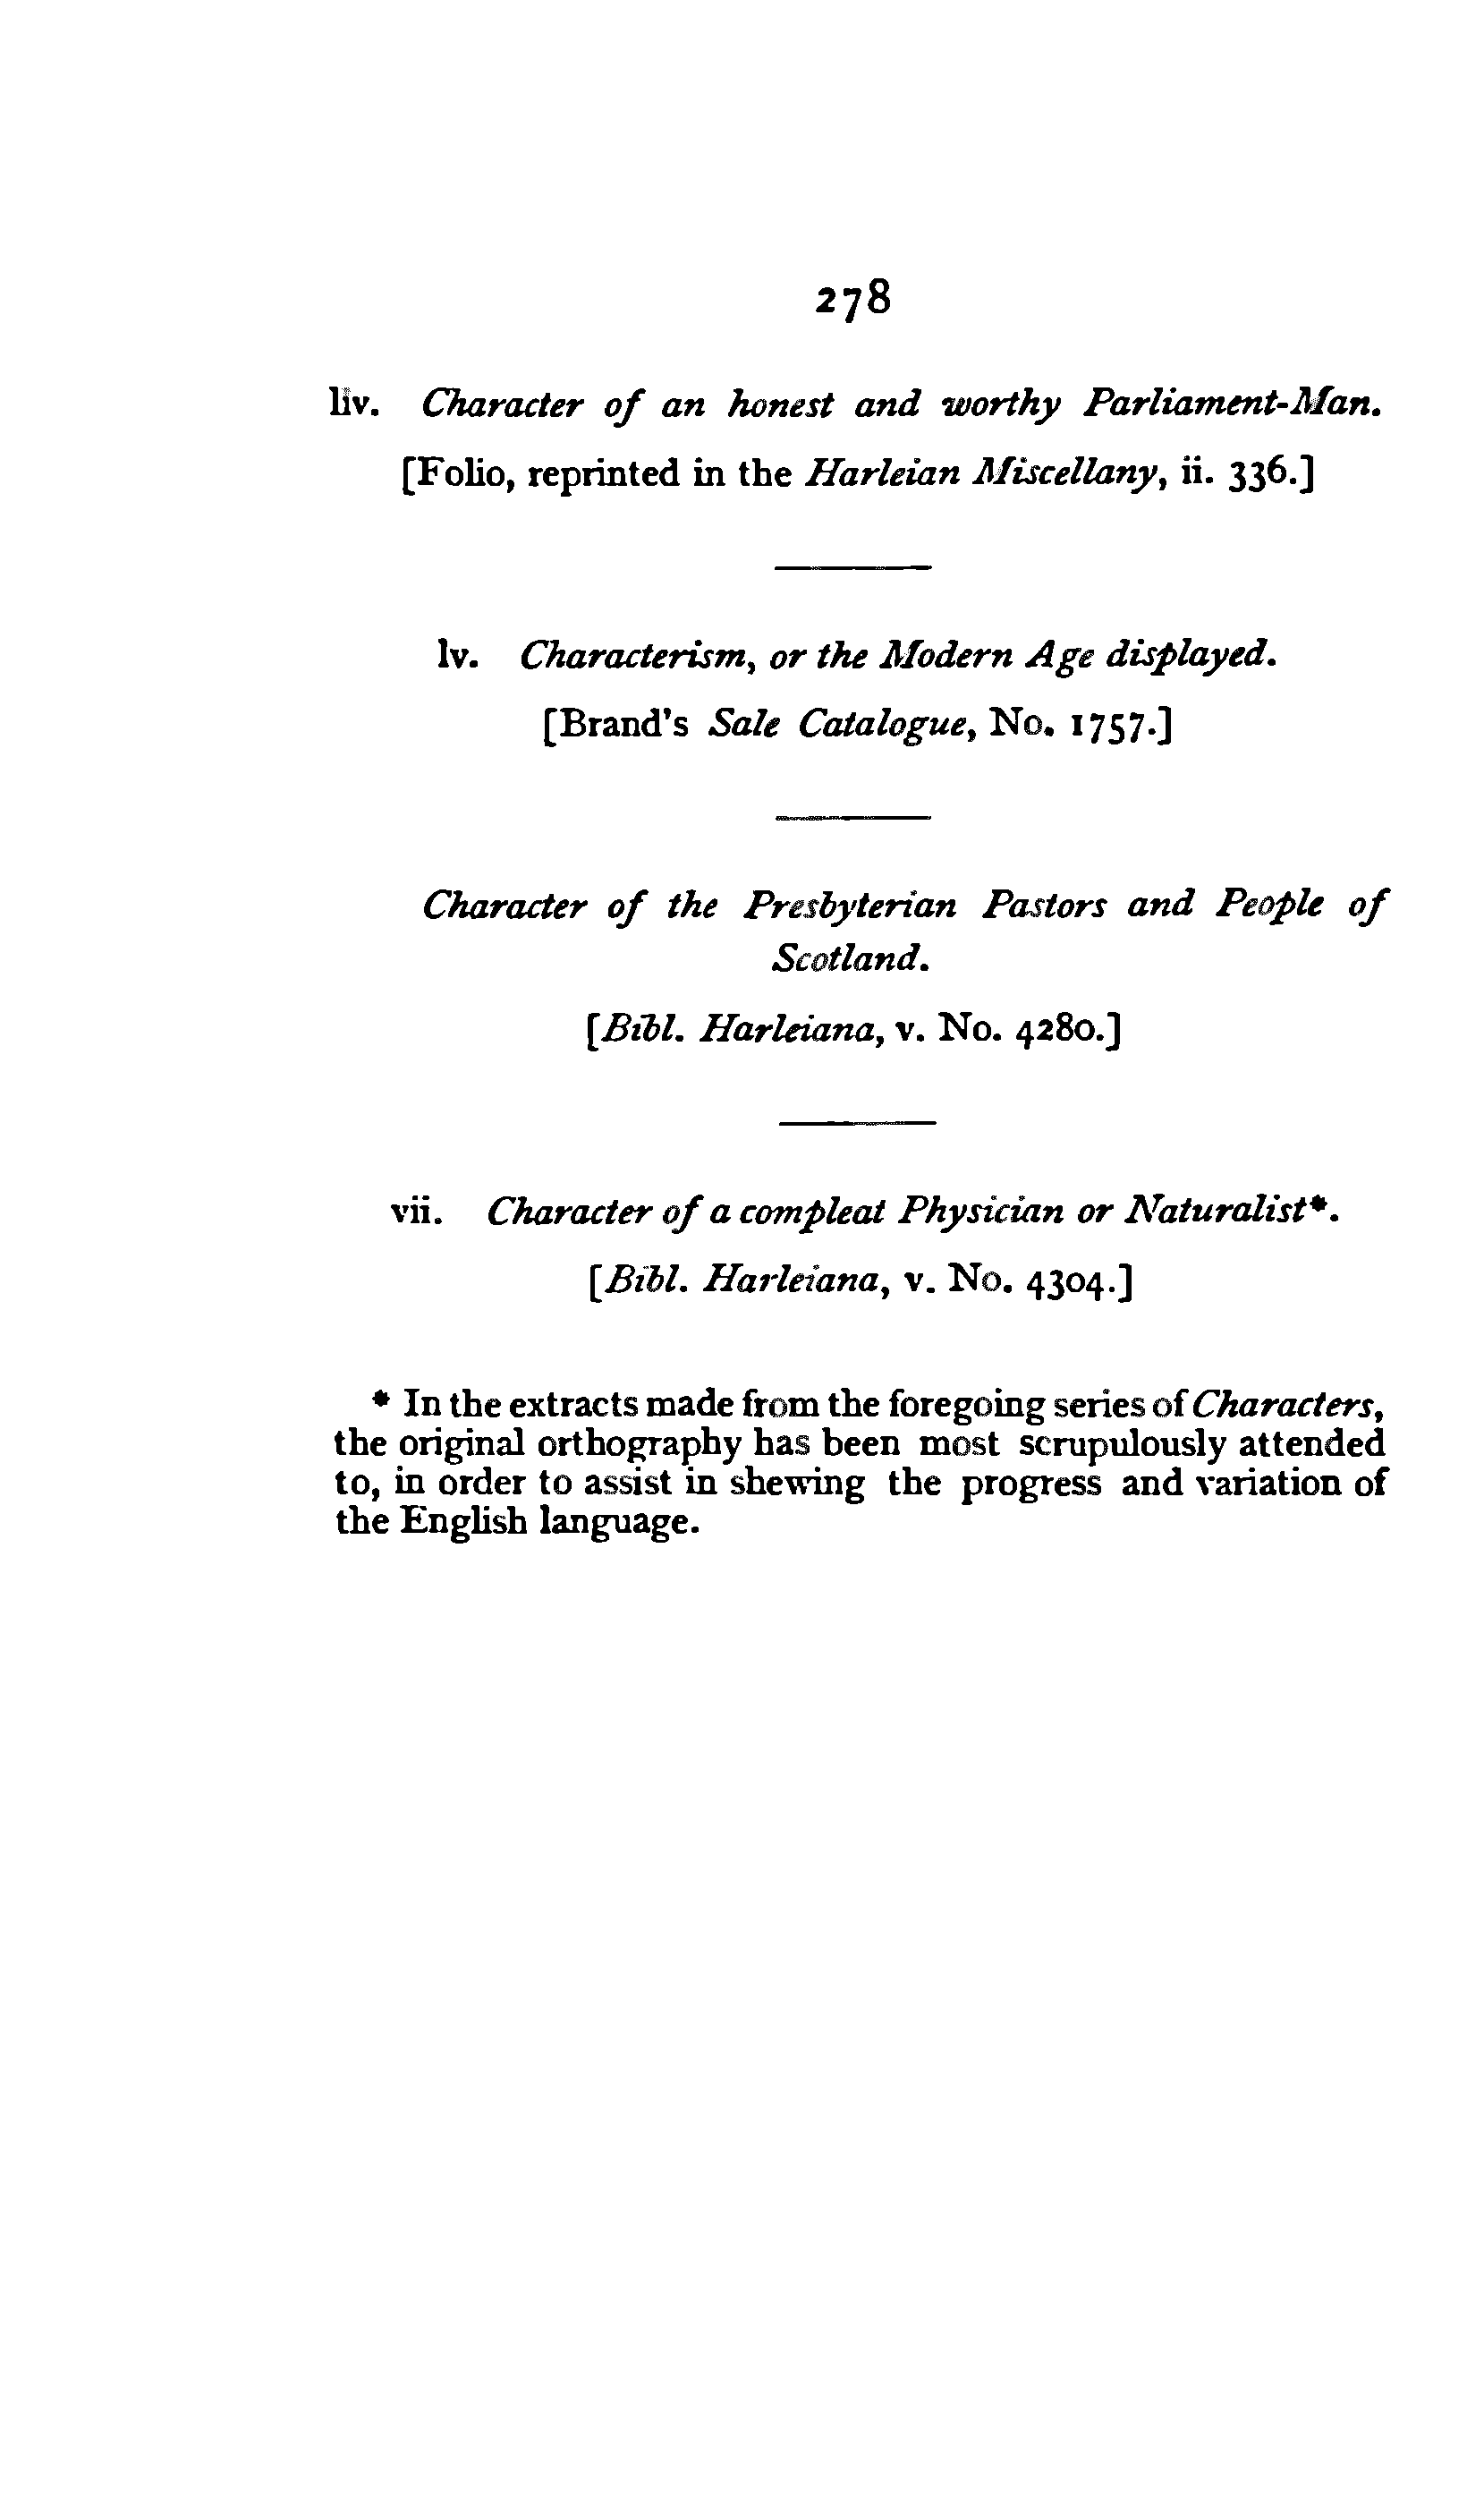 278
liv. Character of an honest and worthy Parliament-Man.
[Folio, reprinted in the Harleian Miscellany, ii. 336.]
lv. Characterism, or the Modern Age displayed.
[Brand's Sale Catalogue, No. 1757.]
Character of the Presbyterian Pastors and People of
Scotland.
[Bibl. Harleiana, v. No. 4280.]
vii. Character of a compleat Physician or Naturalist*.
[Bibl. Harleiana, v. No. 4304.]
* In the extracts made from the foregoing series of Characters,
the original orthography has been most scrupulously attended
to, in order to assist in shewing the progress and variation of
the English language.